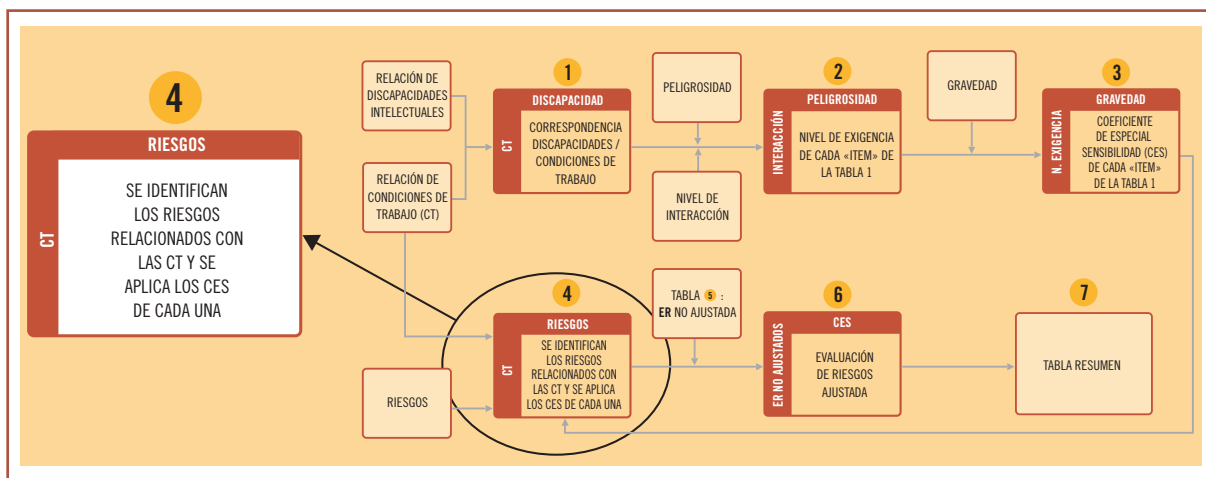 4
RIESGOS
CT
SE IDENTIFICAN
LOS RIESGOS
RELACIONADOS CON
LAS CT Y SE
APLICA LOS CES
DE CADA UNA
RELACIÓN DE
DISCAPACIDADES
INTELECTUALES
RELACIÓN DE
CONDICIONES DE
TRABAJO (CT)
1
DISCAPACIDAD
CT
CORRESPONDENCIA
DISCAPACIDADES /
CONDICIONES DE
TRABAJO
PELIGROSIDAD
NIVEL DE
INTERACCIÓN
2
PELIGROSIDAD
INTERACCIÓN
NIVEL DE EXIGENCIA
DE CADA «ITEM» DE
LA TABLA 1
GRAVEDAD
3
GRAVEDAD
N. EXIGENCIA
COEFICIENTE
DE ESPECIAL
SENSIBILIDAD (CES)
DE CADA «ITEM»
DE LA TABLA 1
RIESGOS
4
RIESGOS
CT
SE IDENTIFICAN
LOS RIESGOS
RELACIONADOS CON
LAS CT Y SE APLICA
LOS CES DE CADA UNA
TABLA 5 :
ER NO AJUSTADA
6
CES
ER NO AJUSTADOS
EVALUACIÓN
DE RIESGOS
AJUSTADA
7
TABLA RESUMEN